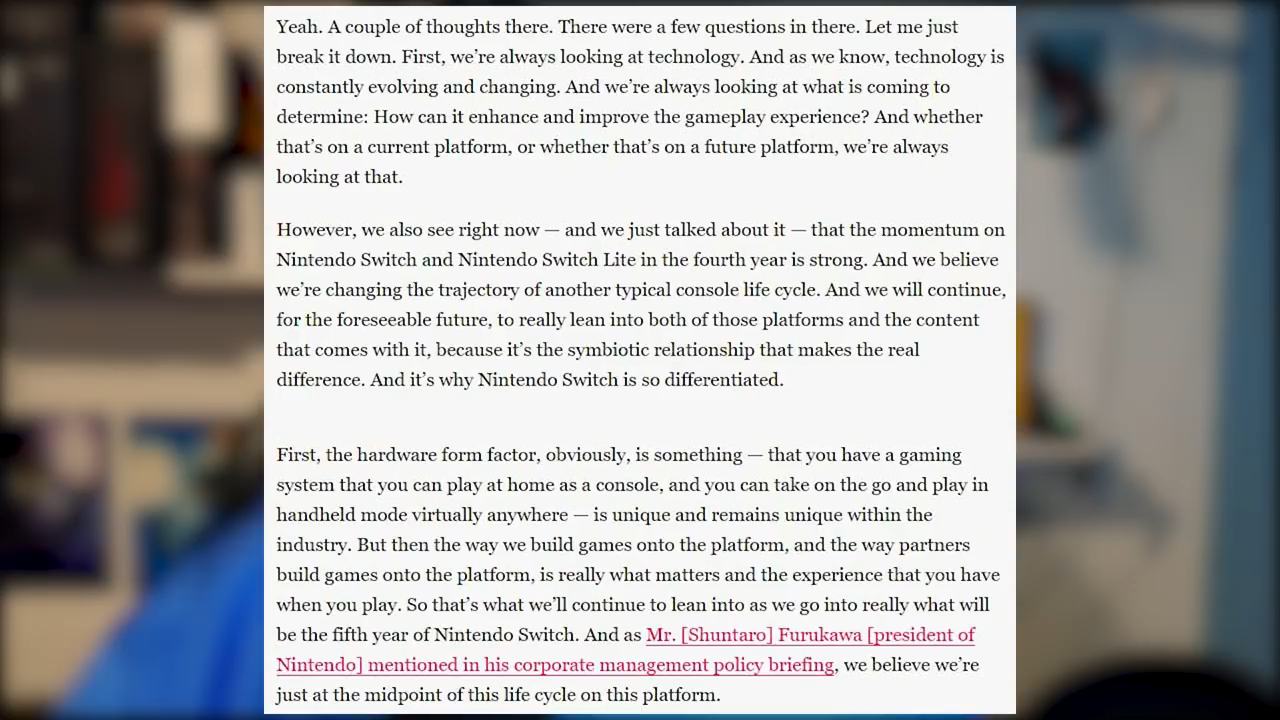 Yeah. A couple of thoughts there. There were a few questions in there. Let me just
break it down. First, we’re always looking at technology. And as we know, technology is
constantly evolving and changing. And we’re always looking at what is coming to
determine: How can it enhance and improve the gameplay experience? And whether
that’s on a current platform, or whether that’s on a future platform, we’re always
looking at that.
However, we also see right now — and we just talked about it — that the momentum on
Nintendo Switch and Nintendo Switch Lite in the fourth year is strong. And we believe
we’re changing the trajectory of another typical console life cycle. And we will continue,
for the foreseeable future, to really lean into both of those platforms and the content
that comes with it, because it’s the symbiotic relationship that makes the real
difference. And it’s why Nintendo Switch is so differentiated.
First, the hardware form factor, obviously, is something — that you have a gaming
system that you can play at home as a console, and you can take on the go and play in
handheld mode virtually anywhere — is unique and remains unique within the
industry. But then the way we build games onto the platform, and the way partners
build games onto the platform, is really what matters and the experience that you have
when you play. So that’s what we’ll continue to lean into as we go into really what will
be the fifth year of Nintendo Switch. And as Mr. [Shuntaro] Furukawa [president of
Nintendo] mentioned in his corporate management policy briefing, we believe we’re
just at the midpoint of this life cycle on this platform.